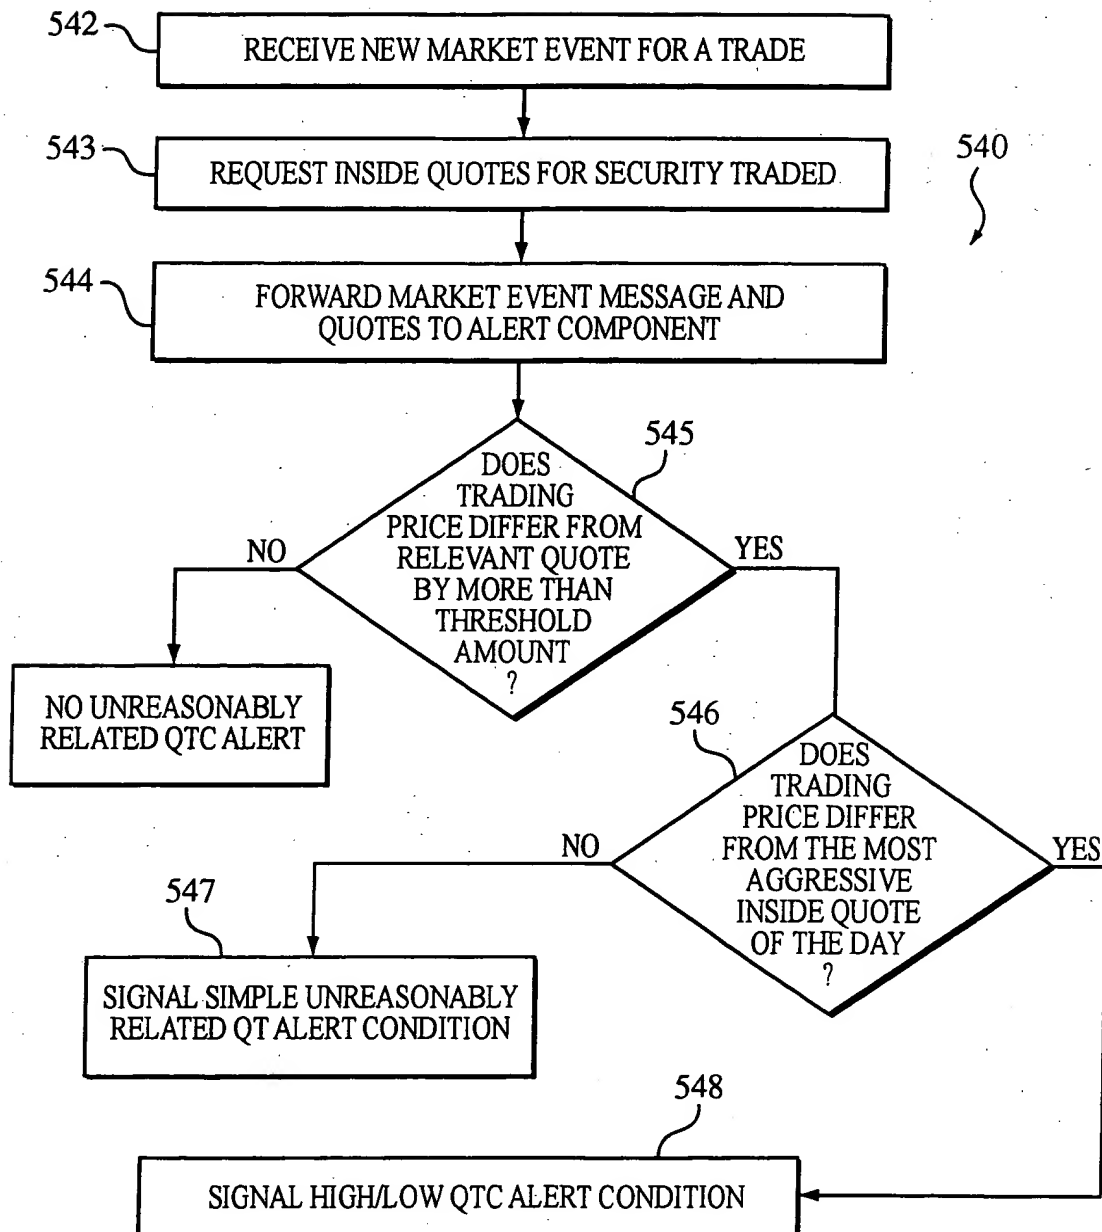 542
RECEIVE NEW MARKET EVENT FOR A TRADE
543
REQUEST INSIDE QUOTES FOR SECURITY TRADED
540
544
FORWARD MARKET EVENT MESSAGE AND
QUOTES TO ALERT COMPONENT
545
DOES
TRADING
PRICE DIFFER FROM
RELEVANT QUOTE
BY MORE THAN
THRESHOLD
AMOUNT
?
NO
YES
NO UNREASONABLY
RELATED QTC ALERT
546
DOES
TRADING
PRICE DIFFER
FROM THE MOST
AGGRESSIVE
INSIDE QUOTE
OF THE DAY
?
NO
YES
547
SIGNAL SIMPLE UNREASONABLY
RELATED QT ALERT CONDITION
548
SIGNAL HIGH/LOW QTC ALERT CONDITION